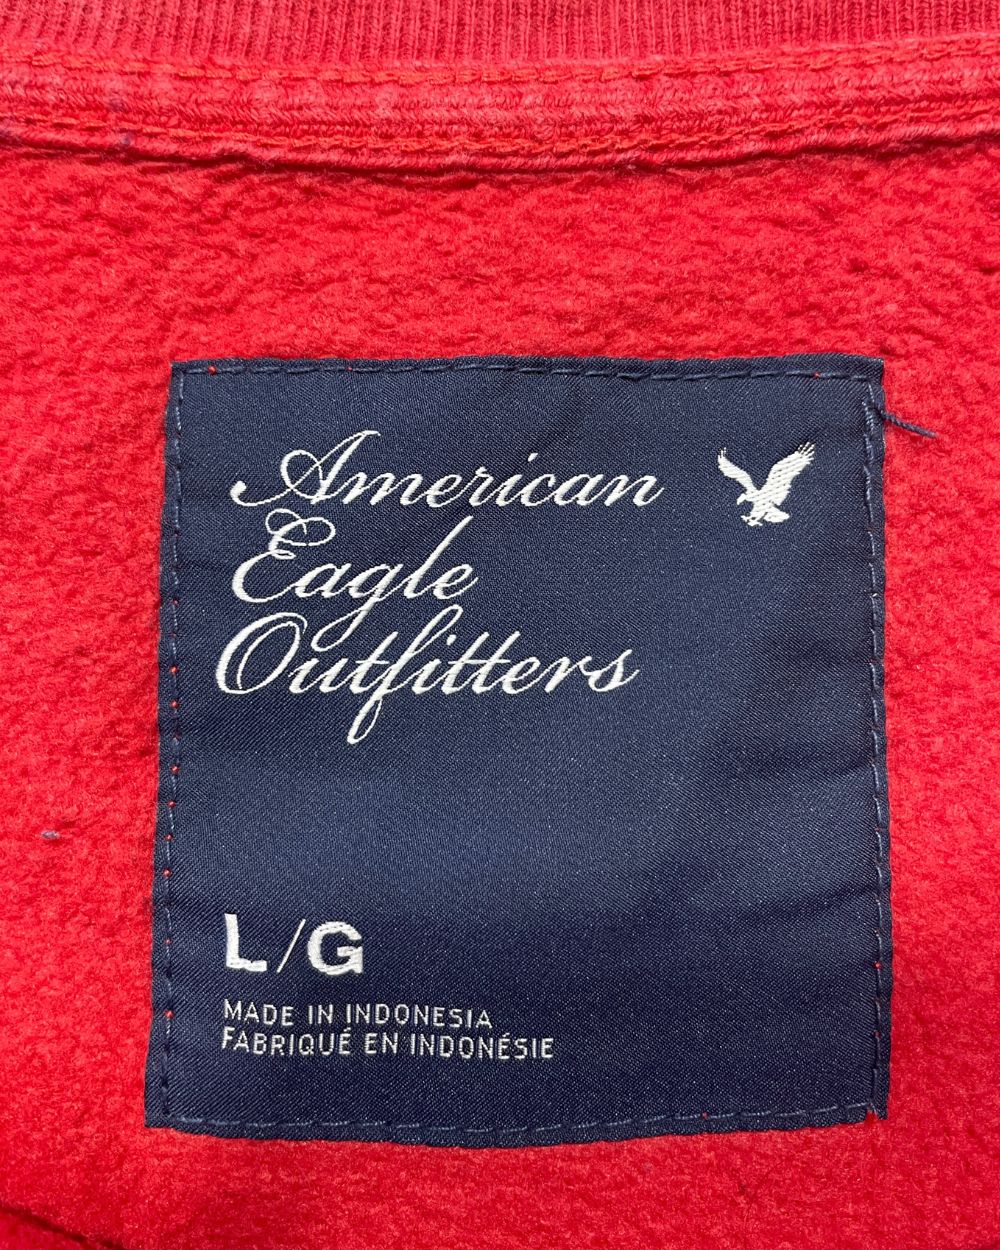 American
Eagle
Outfitters
L/G
MADE IN INDONESIA
FABRIQUÉ EN INDONÉSIE